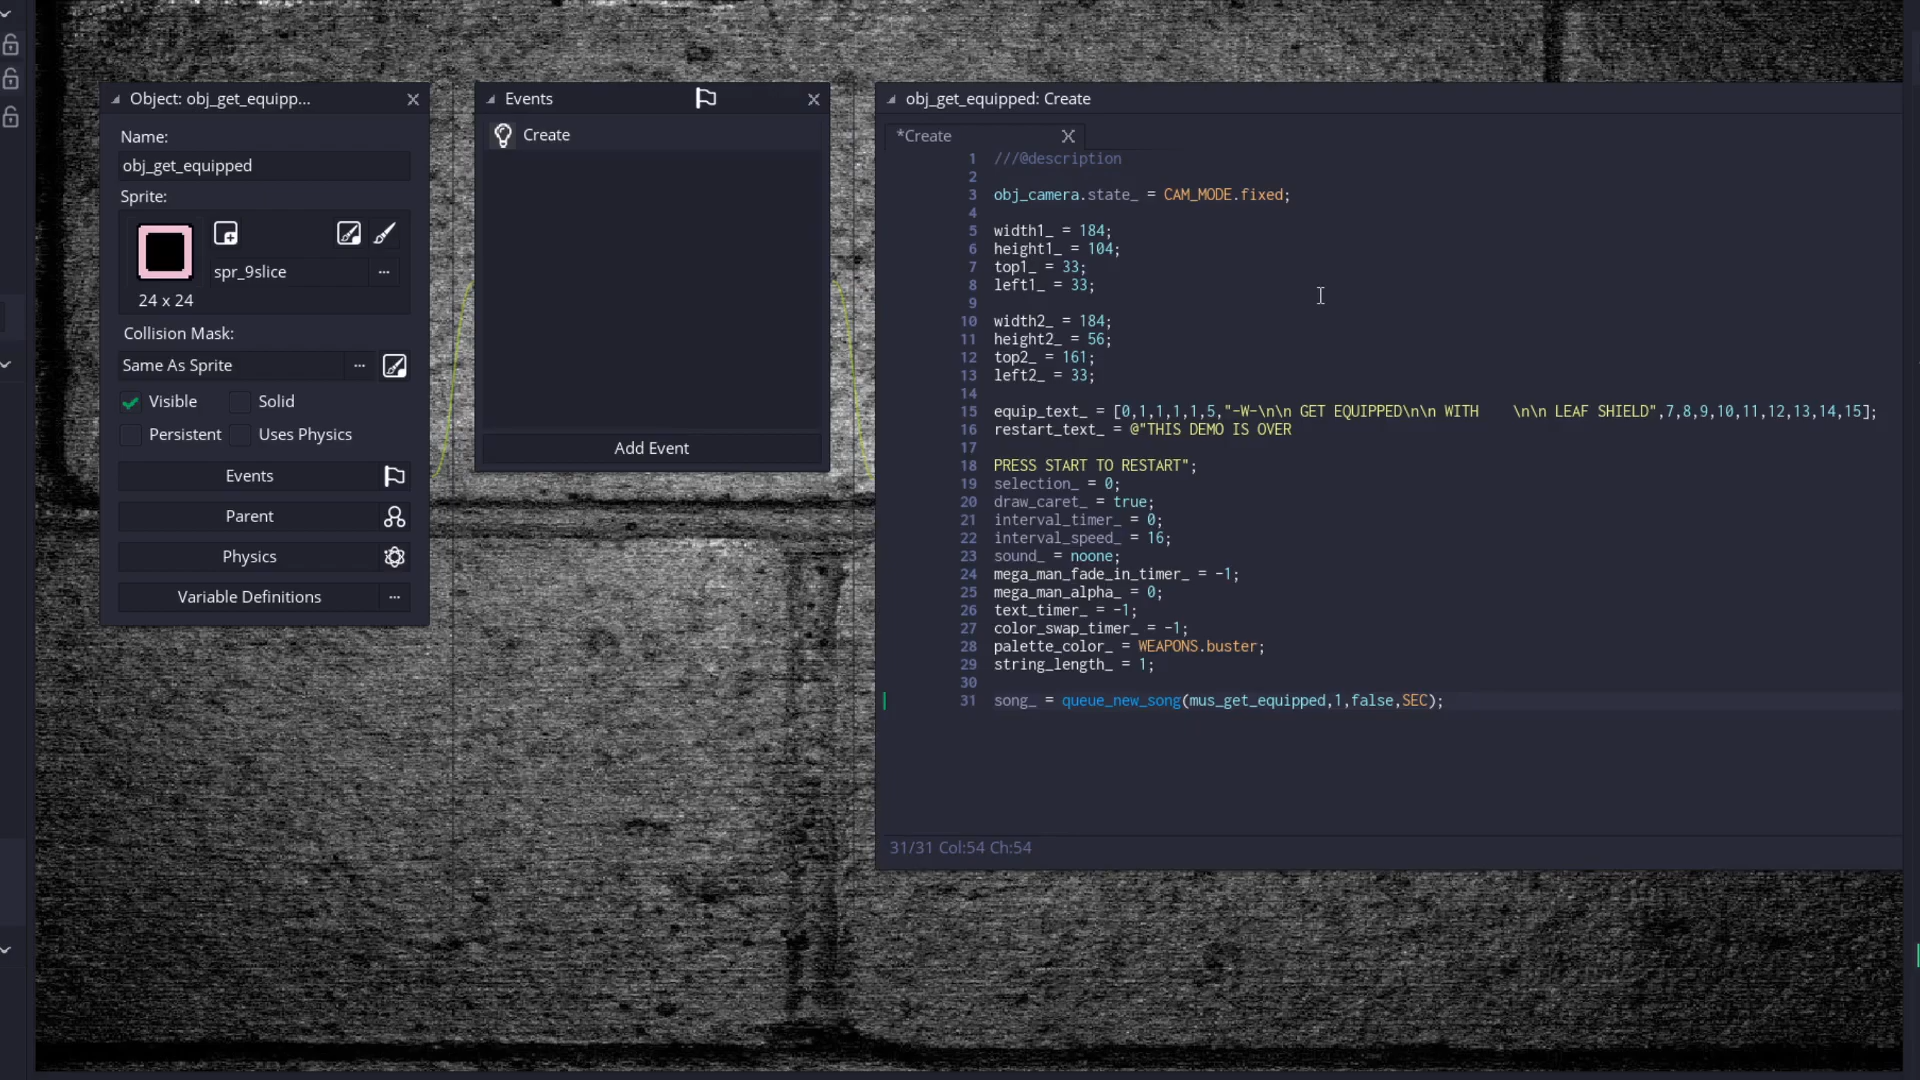 Object: obj_get_equipp...
Name:
obj_get_equipped
Sprite:
spr_9slice
...
24 x 24
Collision Mask:
Same As Sprite
...
Visible
Solid
Persistent
Uses Physics
Events
Parent
Physics
Variable Definitions
...
Events
Create
Add Event
obj_get_equipped: Create
*Create
1 ///@description
2
3 obj_camera.state_ = CAM_MODE.fixed;
4
5 width1_ = 184;
6 height1_ = 104;
7 top1_ = 33;
8 left1_ = 33;
9
10 width2_ = 184;
11 height2_ = 56;
12 top2_ = 161;
13 left2_ = 33;
14
15 equip_text_ = [0,1,1,1,1,5,"-W-\n\n GET EQUIPPED\n\n WITH    \n\n LEAF SHIELD",7,8,9,10,11,12,13,14,15];
16 restart_text_ = @"THIS DEMO IS OVER
17
18 PRESS START TO RESTART";
19 selection_ = 0;
20 draw_caret_ = true;
21 interval_timer_ = 0;
22 interval_speed_ = 16;
23 sound_ = noone;
24 mega_man_fade_in_timer_ = -1;
25 mega_man_alpha_ = 0;
26 text_timer_ = -1;
27 color_swap_timer_ = -1;
28 palette_color_ = WEAPONS.buster;
29 string_length_ = 1;
30
31 song_ = queue_new_song(mus_get_equipped,1,false,SEC);
31/31 Col:54 Ch:54